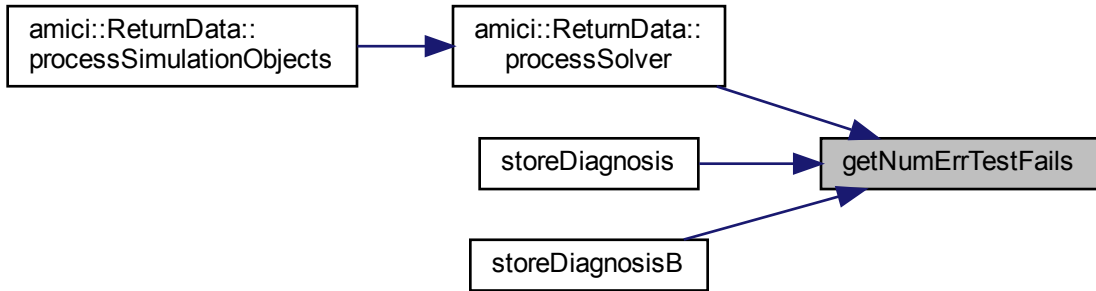 amici::ReturnData::
processSimulationObjects
amici::ReturnData::
processSolver
storeDiagnosis
getNumErrTestFails
storeDiagnosisB